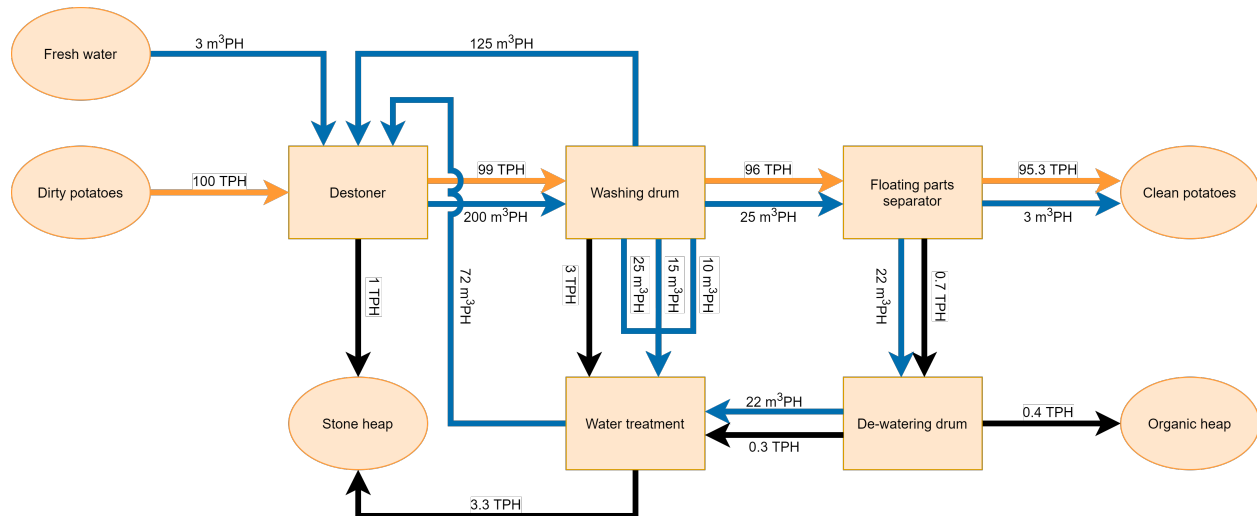 Fresh water
3 m³PH
125 m³PH
Dirty potatoes
100 TPH
Destoner
99 TPH
200 m³PH
Washing drum
96 TPH
25 m³PH
Floating parts
separator
95.3 TPH
3 m³PH
Clean potatoes
1 TPH
72 m³PH
3 TPH
25 m³PH
15 m³PH
10 m³PH
22 m³PH
0.7 TPH
Stone heap
Water treatment
22 m³PH
0.3 TPH
De-watering drum
0.4 TPH
Organic heap
3.3 TPH